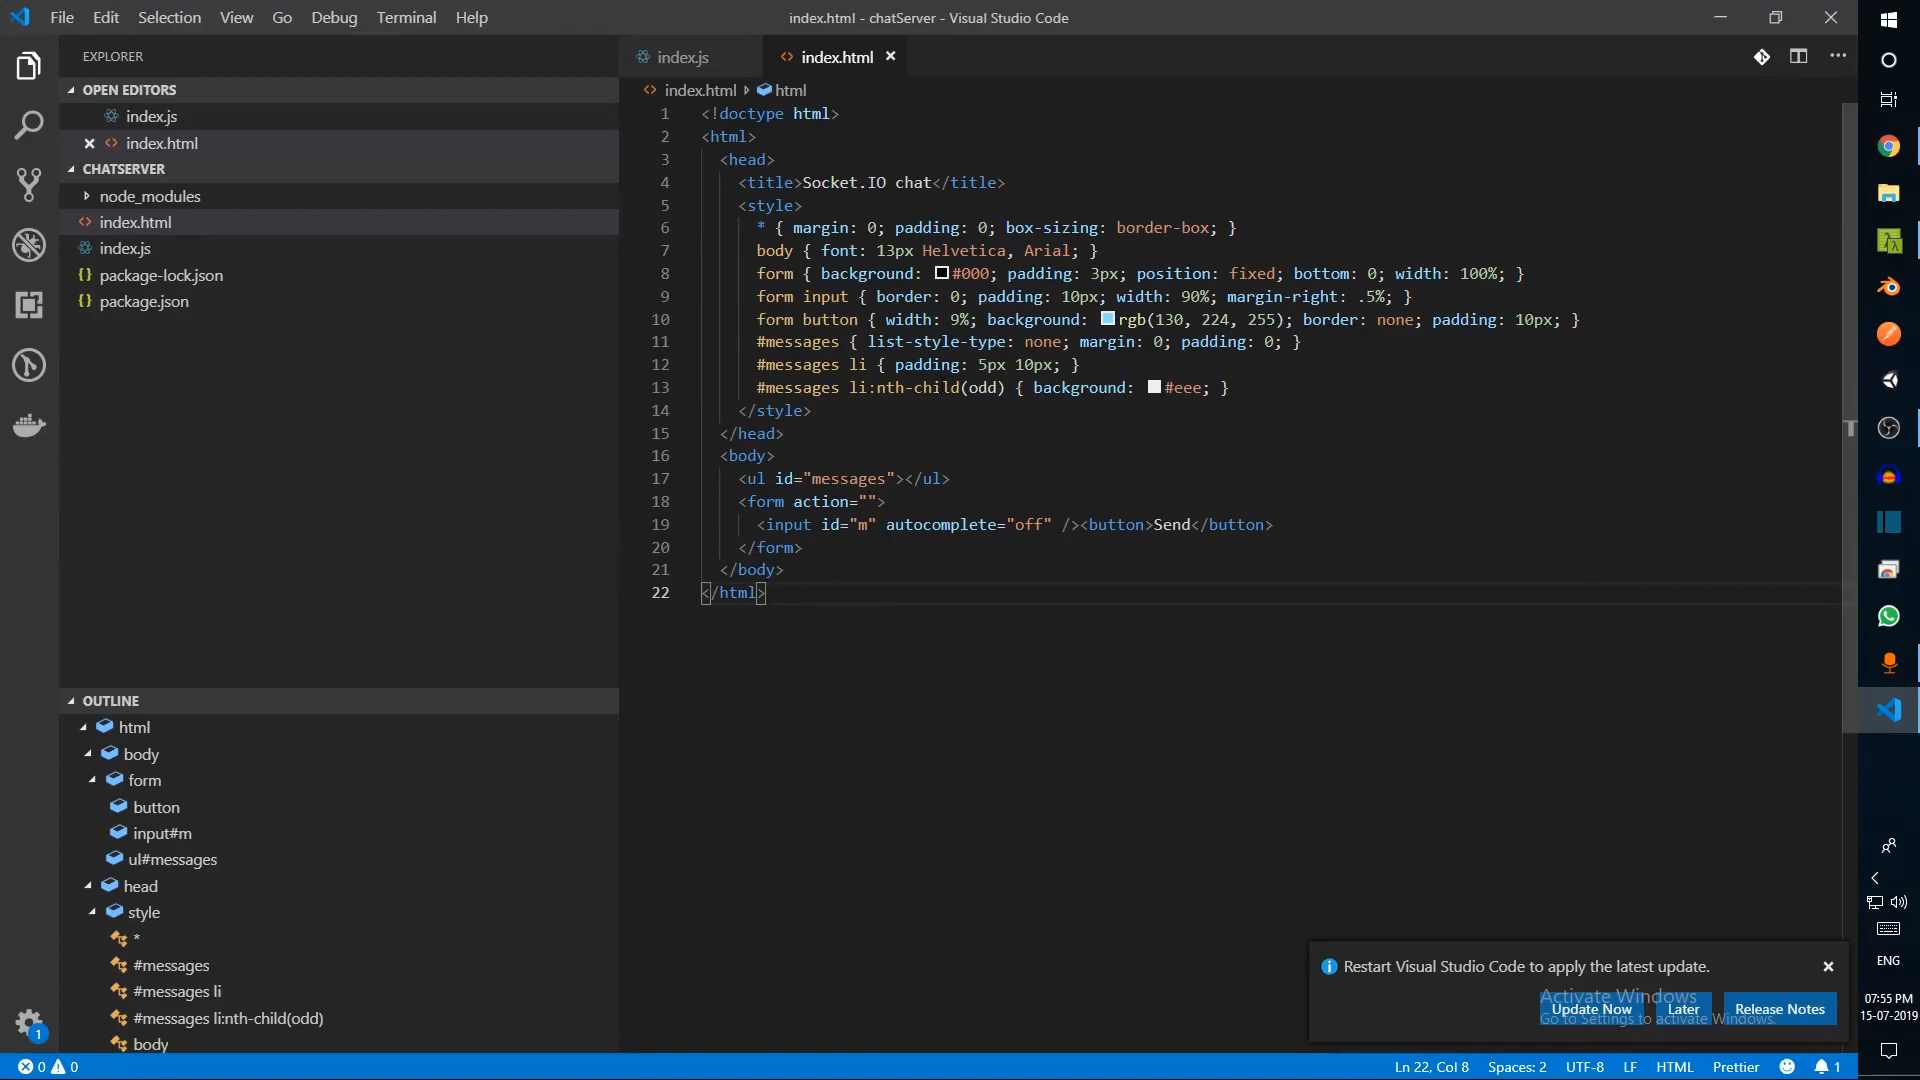 File Edit Selection View Go Debug Terminal Help
index.html - chatServer - Visual Studio Code
EXPLORER
OPEN EDITORS
index.js
index.html
CHATSERVER
node_modules
index.html
index.js
package-lock.json
package.json
OUTLINE
html
body
form
button
input#m
ul#messages
head
style
*
#messages
#messages li
#messages li:nth-child(odd)
body
index.js index.html
index.html html
1 <!doctype html>
2 <html>
3 <head>
4 <title>Socket.IO chat</title>
5 <style>
6 * { margin: 0; padding: 0; box-sizing: border-box; }
7 body { font: 13px Helvetica, Arial; }
8 form { background: #000; padding: 3px; position: fixed; bottom: 0; width: 100%; }
9 form input { border: 0; padding: 10px; width: 90%; margin-right: .5%; }
10 form button { width: 9%; background: rgb(130, 224, 255); border: none; padding: 10px; }
11 #messages { list-style-type: none; margin: 0; padding: 0; }
12 #messages li { padding: 5px 10px; }
13 #messages li:nth-child(odd) { background: #eee; }
14 </style>
15 </head>
16 <body>
17 <ul id="messages"></ul>
18 <form action="">
19 <input id="m" autocomplete="off" /><button>Send</button>
20 </form>
21 </body>
22 </html>
Restart Visual Studio Code to apply the latest update.
Activate Windows
Update Now Later Release Notes
Go to Settings to activate Windows.
ENG
07:55 PM
15-07-2019
1
0 0
Ln 22, Col 8 Spaces: 2 UTF-8 LF HTML Prettier 1